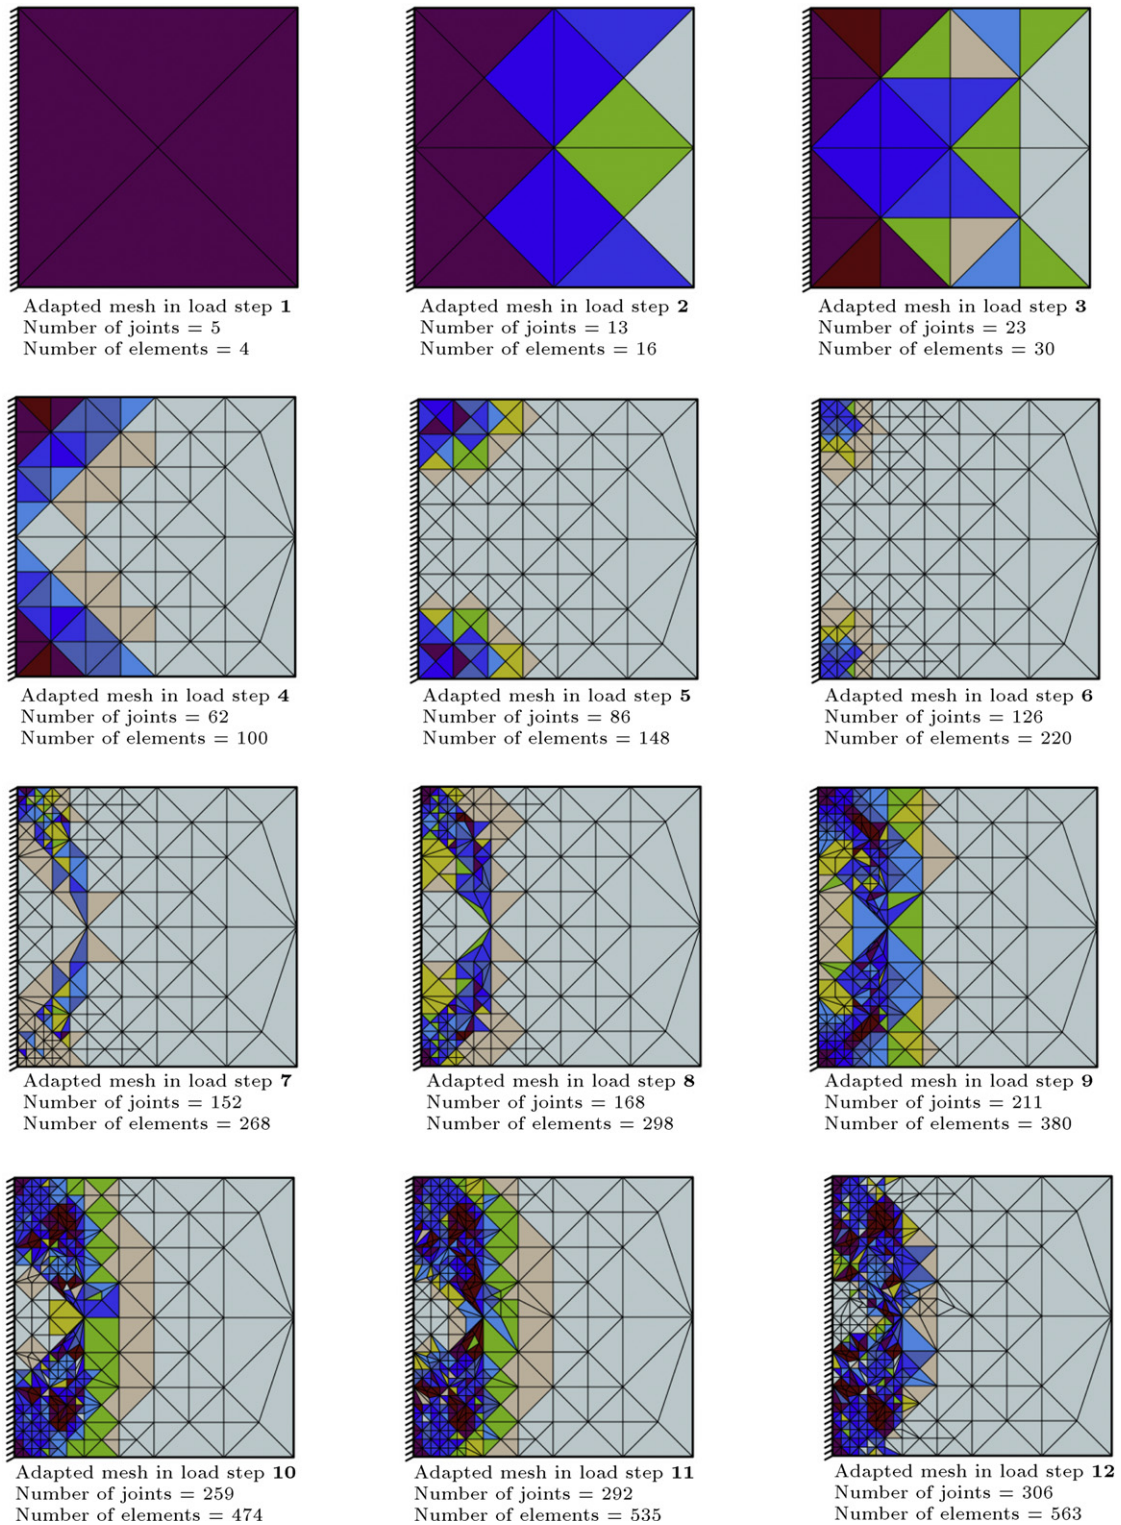 Adapted mesh in load step 1
Number of joints = 5
Number of elements = 4
Adapted mesh in load step 2
Number of joints = 13
Number of elements = 16
Adapted mesh in load step 3
Number of joints = 23
Number of elements = 30
Adapted mesh in load step 4
Number of joints = 62
Number of elements = 100
Adapted mesh in load step 5
Number of joints = 86
Number of elements = 148
Adapted mesh in load step 6
Number of joints = 126
Number of elements = 220
Adapted mesh in load step 7
Number of joints = 152
Number of elements = 268
Adapted mesh in load step 8
Number of joints = 168
Number of elements = 298
Adapted mesh in load step 9
Number of joints = 211
Number of elements = 380
Adapted mesh in load step 10
Number of joints = 259
Number of elements = 474
Adapted mesh in load step 11
Number of joints = 292
Number of elements = 535
Adapted mesh in load step 12
Number of joints = 306
Number of elements = 563